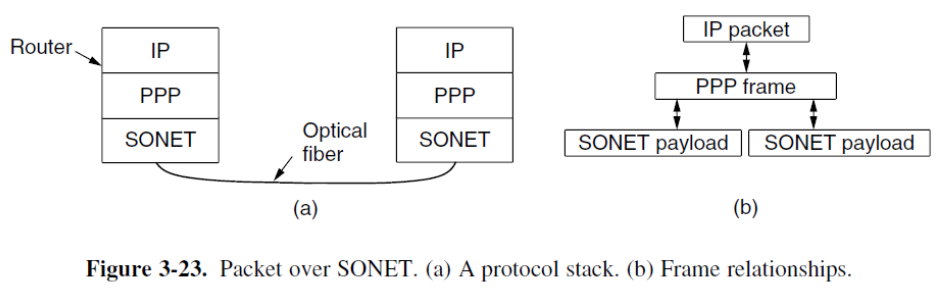 Router
IP
PPP
SONET
Optical
fiber
IP
PPP
SONET
(a)
IP packet
PPP frame
SONET payload
SONET payload
(b)
Figure 3-23. Packet over SONET. (a) A protocol stack. (b) Frame relationships.